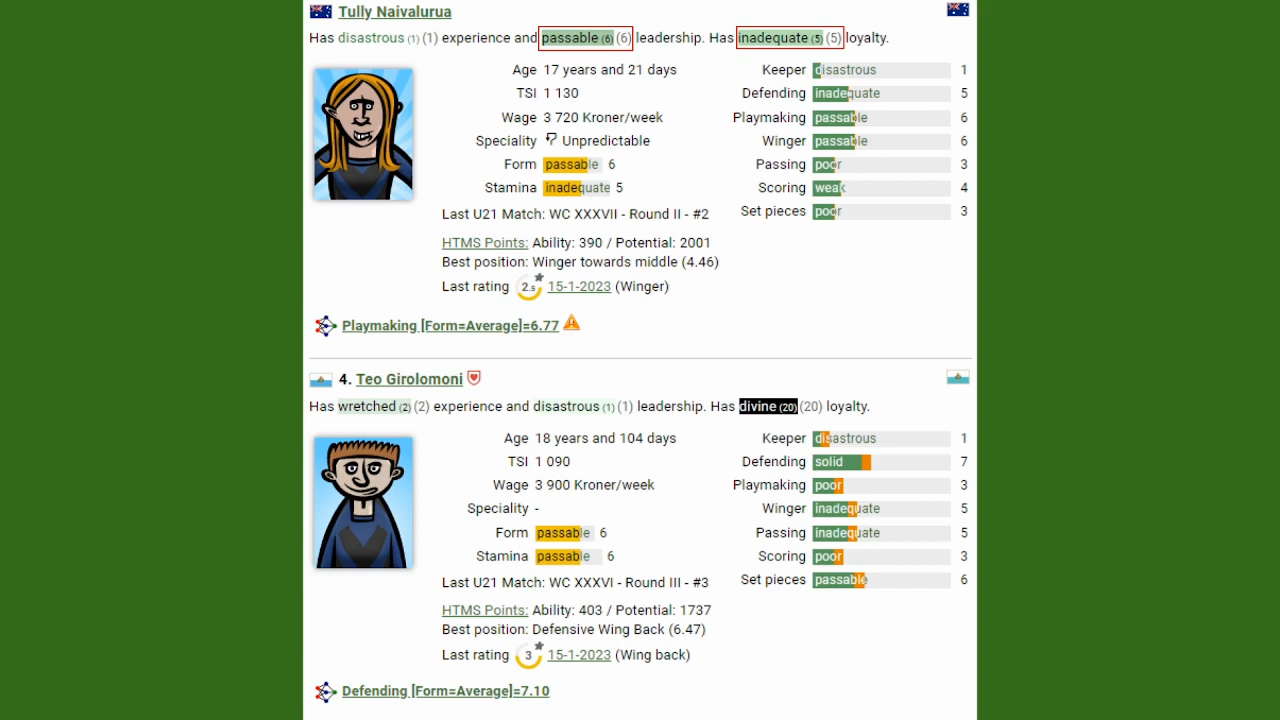 Tully Naivalurua
Has disastrous (1) (1) experience and passable (6) (6) leadership. Has inadequate (5) (5) loyalty.
Age 17 years and 21 days
TSI 1 130
Wage 3 720 Kroner/week
Speciality Unpredictable
Form passable 6
Stamina inadequate 5
Last U21 Match: WC XXXVII - Round II - #2
HTMS Points: Ability: 390 / Potential: 2001
Best position: Winger towards middle (4.46)
Last rating 2.5 15-1-2023 (Winger)
Keeper disastrous 1
Defending inadequate 5
Playmaking passable 6
Winger passable 6
Passing poor 3
Scoring weak 4
Set pieces poor 3
Playmaking [Form=Average]=6.77
4. Teo Girolomoni
Has wretched (2) (2) experience and disastrous (1) (1) leadership. Has divine (20) (20) loyalty.
Age 18 years and 104 days
TSI 1 090
Wage 3 900 Kroner/week
Speciality -
Form passable 6
Stamina passable 6
Last U21 Match: WC XXXVI - Round III - #3
HTMS Points: Ability: 403 / Potential: 1737
Best position: Defensive Wing Back (6.47)
Last rating 3 15-1-2023 (Wing back)
Keeper disastrous 1
Defending solid 7
Playmaking poor 3
Winger inadequate 5
Passing inadequate 5
Scoring poor 3
Set pieces passable 6
Defending [Form=Average]=7.10